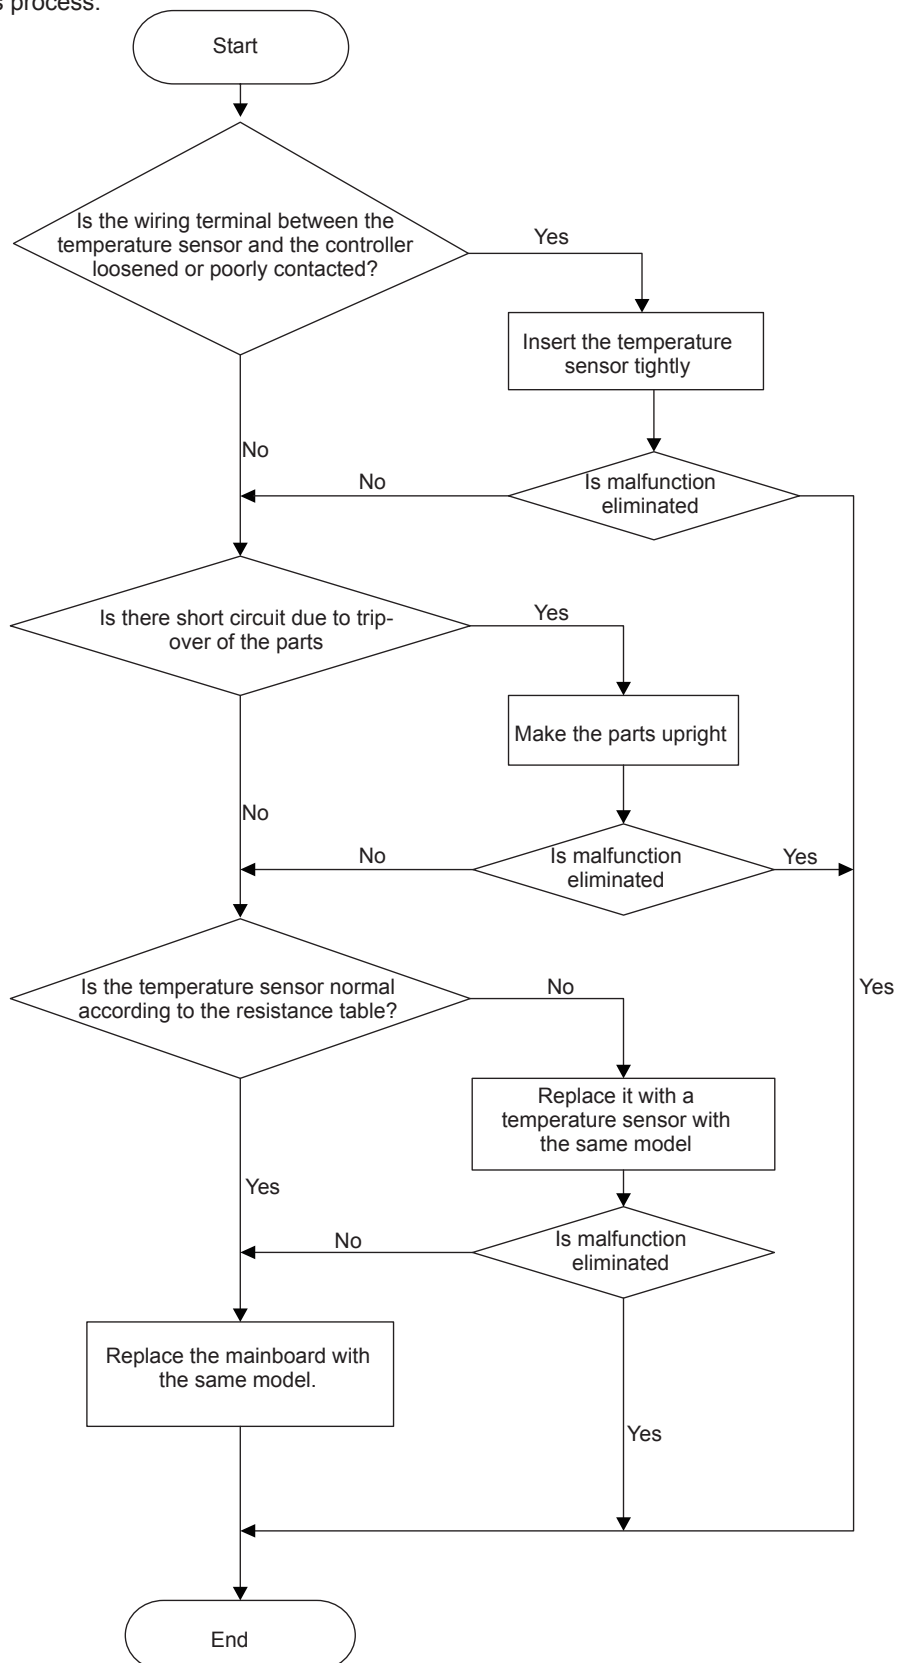 s process:
Start
Is the wiring terminal between the
temperature sensor and the controller
loosened or poorly contacted?
Yes
Insert the temperature
sensor tightly
No
No
Is malfunction
eliminated
Is there short circuit due to trip-
over of the parts
Yes
Make the parts upright
No
No
Is malfunction
eliminated
Yes
Is the temperature sensor normal
according to the resistance table?
No
Yes
Replace it with a
temperature sensor with
the same model
Yes
No
Is malfunction
eliminated
Replace the mainboard with
the same model.
Yes
End